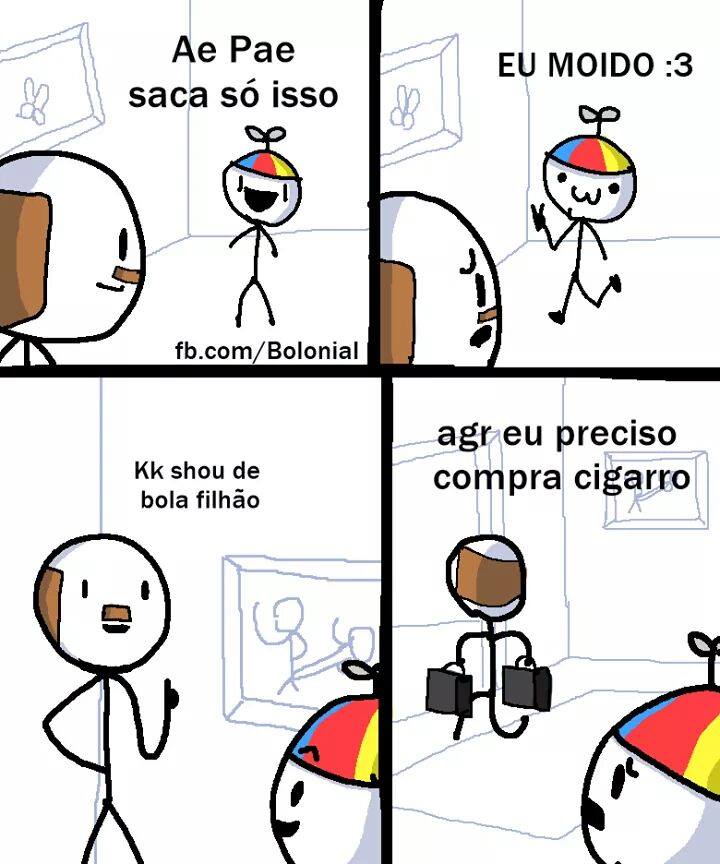 Ae Pae
saca só isso
fb.com/Bolonial
EU MOIDO :3
Kk shou de
bola filhão
agr eu preciso
compra cigarro